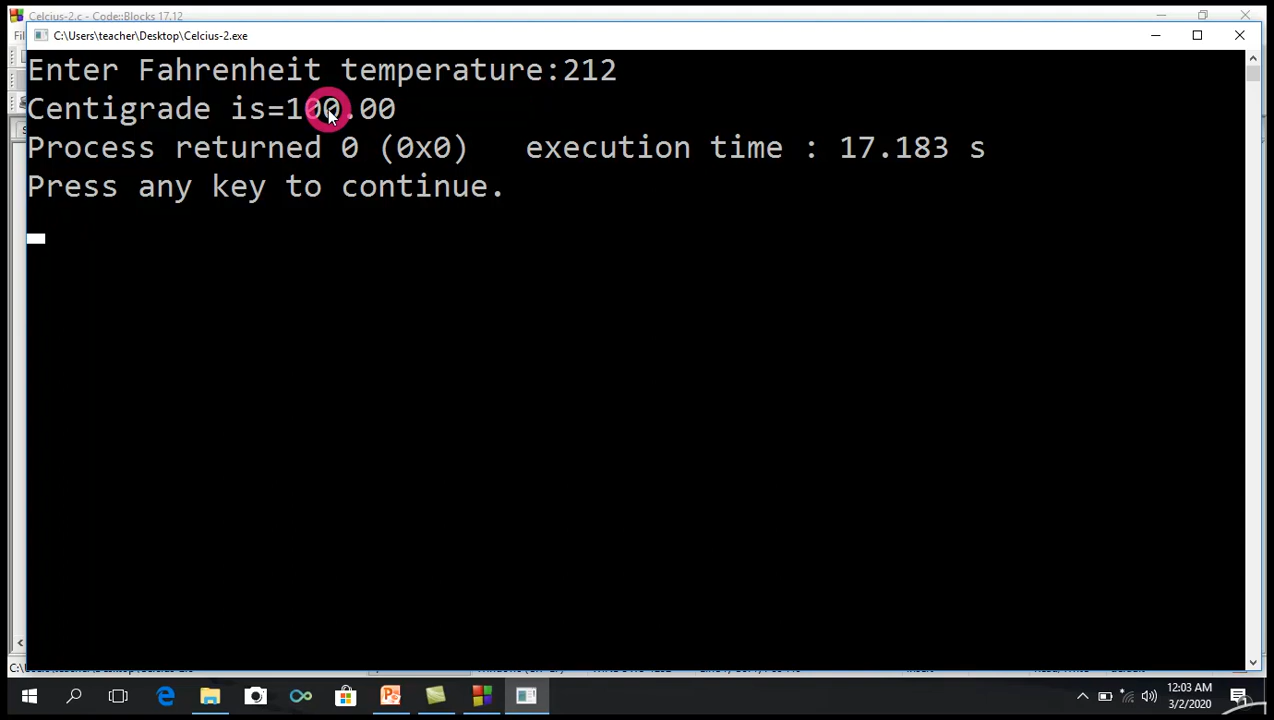 Celcius-2.c - Code::Blocks 17.12
C:\Users\teacher\Desktop\Celcius-2.exe
Enter Fahrenheit temperature:212
Centigrade is=100.00
Process returned 0 (0x0)   execution time : 17.183 s
Press any key to continue.
12:03 AM
3/2/2020